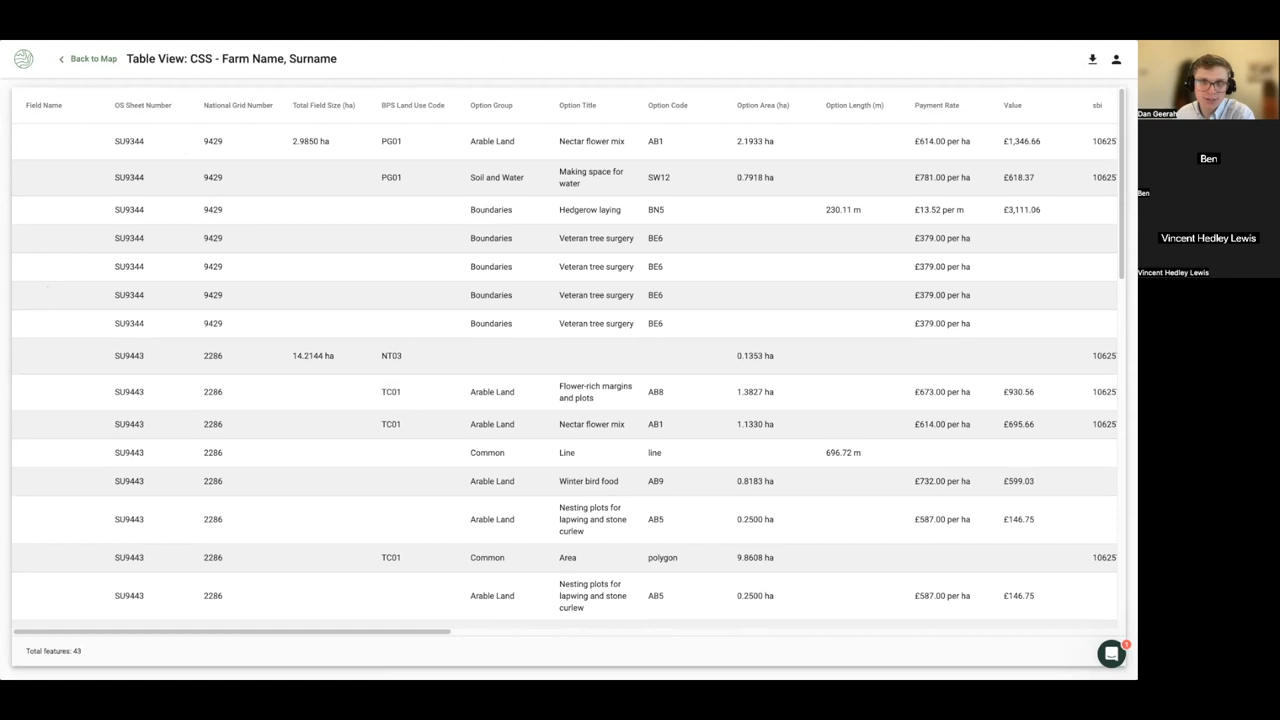 Back to Map Table View: CSS - Farm Name, Surname
Field Name OS Sheet Number National Grid Number Total Field Size (ha) BPS Land Use Code Option Group Option Title Option Code Option Area (ha) Option Length (m) Payment Rate Value sbi
SU9344 9429 2.9850 ha PG01 Arable Land Nectar flower mix AB1 2.1933 ha £614.00 per ha £1,346.66 10625
SU9344 9429 PG01 Soil and Water Making space for water SW12 0.7918 ha £781.00 per ha £618.37 10625
SU9344 9429 Boundaries Hedgerow laying BN5 230.11 m £13.52 per m £3,111.06
SU9344 9429 Boundaries Veteran tree surgery BE6 £379.00 per ha
SU9344 9429 Boundaries Veteran tree surgery BE6 £379.00 per ha
SU9344 9429 Boundaries Veteran tree surgery BE6 £379.00 per ha
SU9344 9429 Boundaries Veteran tree surgery BE6 £379.00 per ha
SU9443 2286 14.2144 ha NT03 0.1353 ha 10625
SU9443 2286 TC01 Arable Land Flower-rich margins and plots AB8 1.3827 ha £673.00 per ha £930.56 10625
SU9443 2286 TC01 Arable Land Nectar flower mix AB1 1.1330 ha £614.00 per ha £695.66 10625
SU9443 2286 Common Line line 696.72 m
SU9443 2286 Arable Land Winter bird food AB9 0.8183 ha £732.00 per ha £599.03
SU9443 2286 Arable Land Nesting plots for lapwing and stone curlew AB5 0.2500 ha £587.00 per ha £146.75
SU9443 2286 TC01 Common Area polygon 9.8608 ha 10625
SU9443 2286 Arable Land Nesting plots for lapwing and stone curlew AB5 0.2500 ha £587.00 per ha £146.75
Total features: 43
1
Dan Geerah
Ben
Ben
Vincent Hedley Lewis
Vincent Hedley Lewis